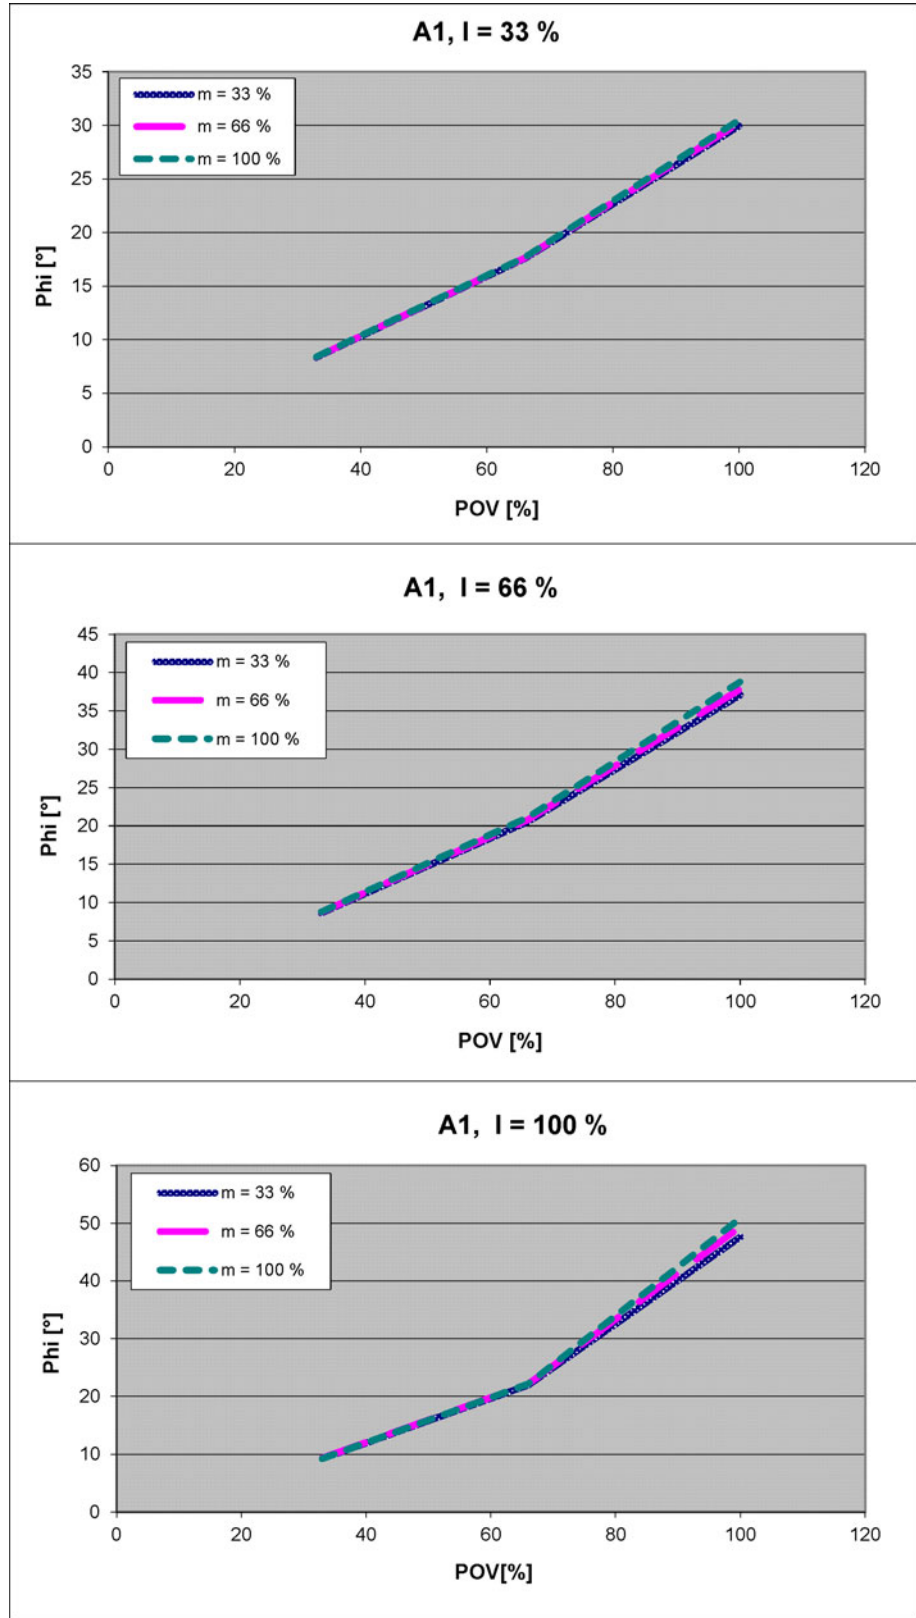 A1, I = 33 %
35
30
25
20
15
10
5
0
m = 33 %
m = 66 %
m = 100 %
Phi [°]
0 20 40 60 80 100 120
POV [%]
A1, I = 66 %
45
40
35
30
25
20
15
10
5
0
m = 33 %
m = 66 %
m = 100 %
Phi [°]
0 20 40 60 80 100 120
POV [%]
A1, I = 100 %
60
50
40
30
20
10
0
m = 33 %
m = 66 %
m = 100 %
Phi [°]
0 20 40 60 80 100 120
POV[%]